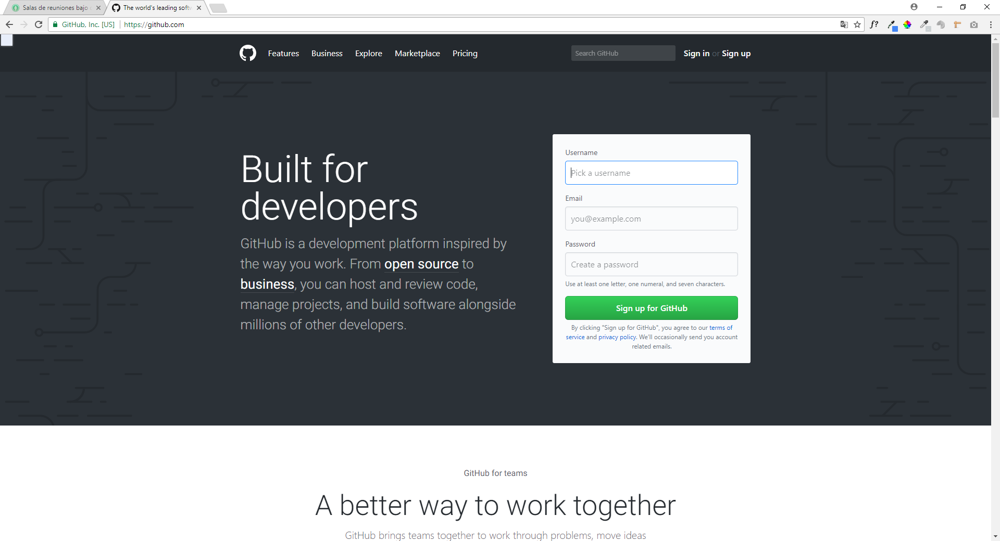 Salas de reuniones bajo
The world's leading softw
GitHub, Inc. [US]
https://github.com
f?
Features
Business
Explore
Marketplace
Pricing
Search GitHub
Sign in or Sign up
Built for
developers
GitHub is a development platform inspired by
the way you work. From open source to
business, you can host and review code,
manage projects, and build software alongside
millions of other developers.
Username
Pick a username
Email
you@example.com
Password
Create a password
Use at least one letter, one numeral, and seven characters.
Sign up for GitHub
By clicking "Sign up for GitHub", you agree to our terms of
service and privacy policy. We'll occasionally send you account
related emails.
GitHub for teams
A better way to work together
GitHub brings teams together to work through problems, move ideas